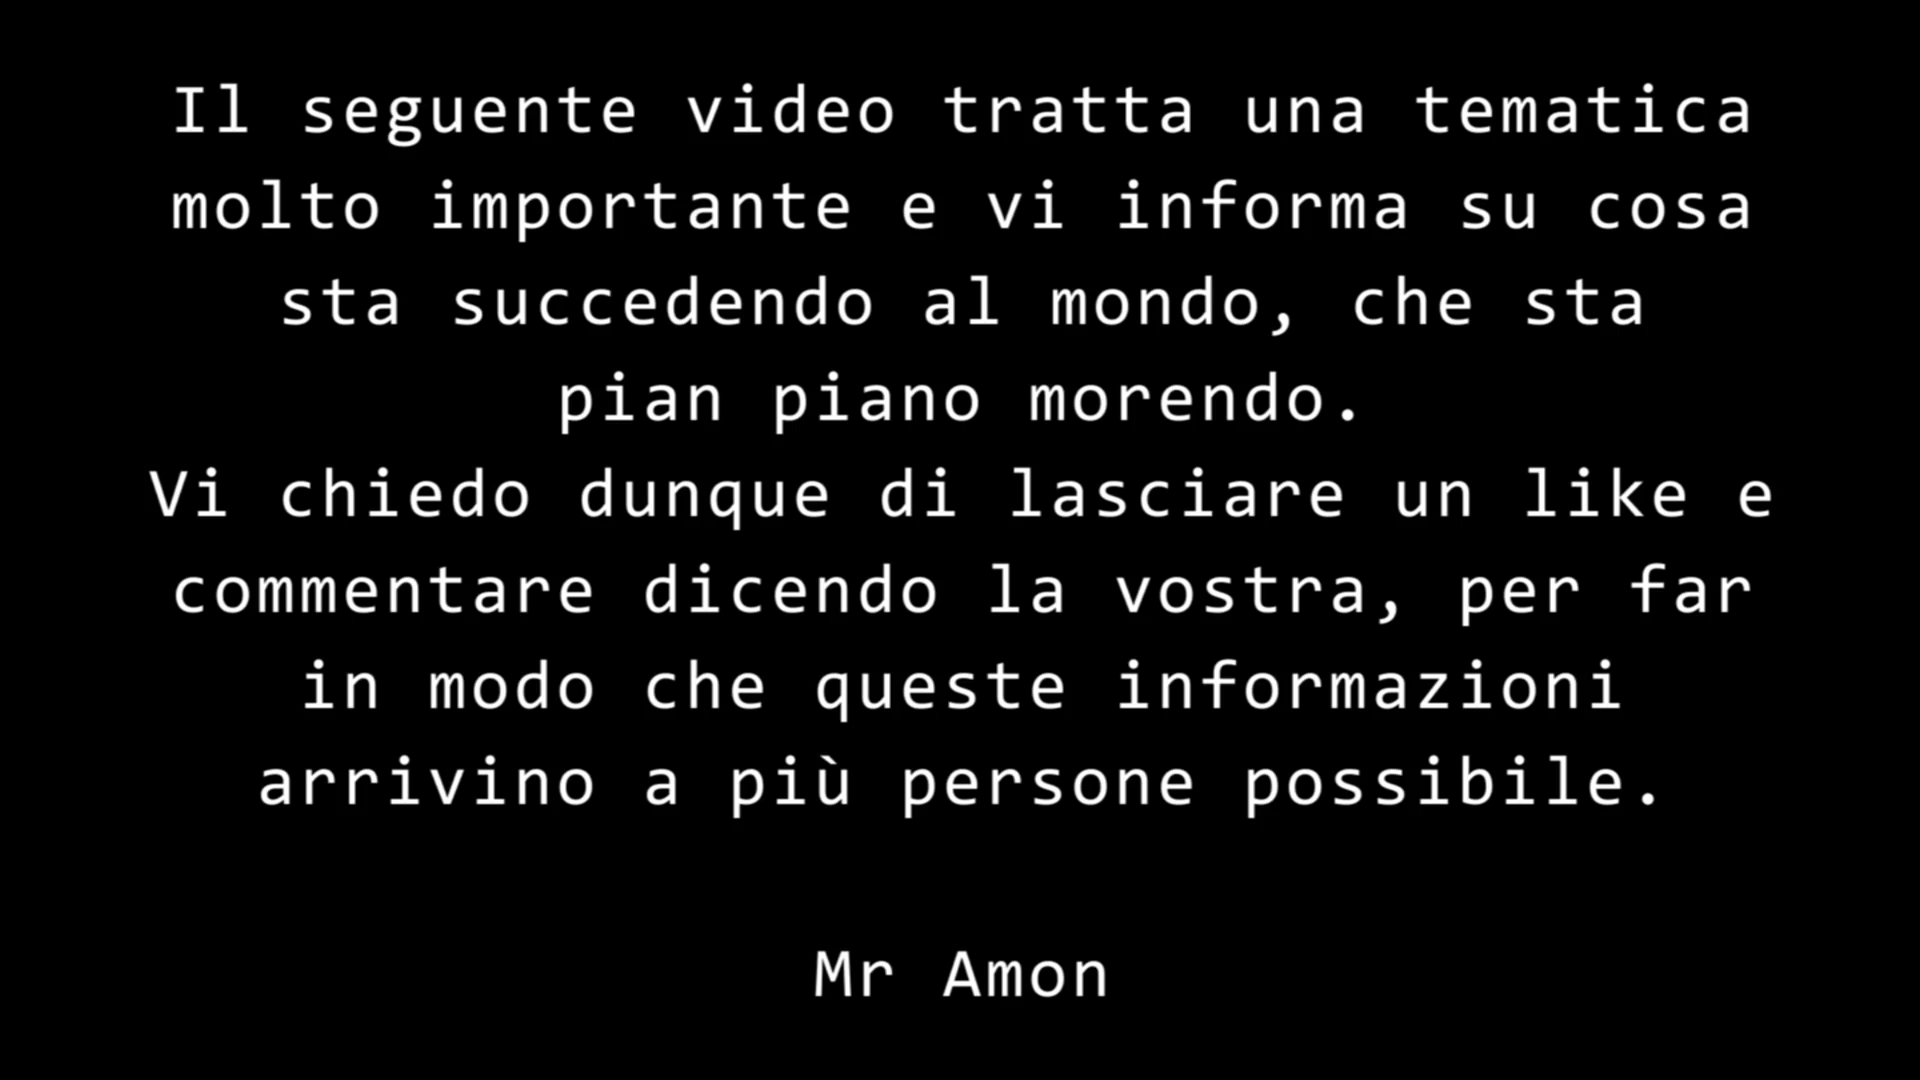 Il seguente video tratta una tematica
molto importante e vi informa su cosa
sta succedendo al mondo, che sta
pian piano morendo.
Vi chiedo dunque di lasciare un like e
commentare dicendo la vostra, per far
in modo che queste informazioni
arrivino a più persone possibile.
Mr Amon